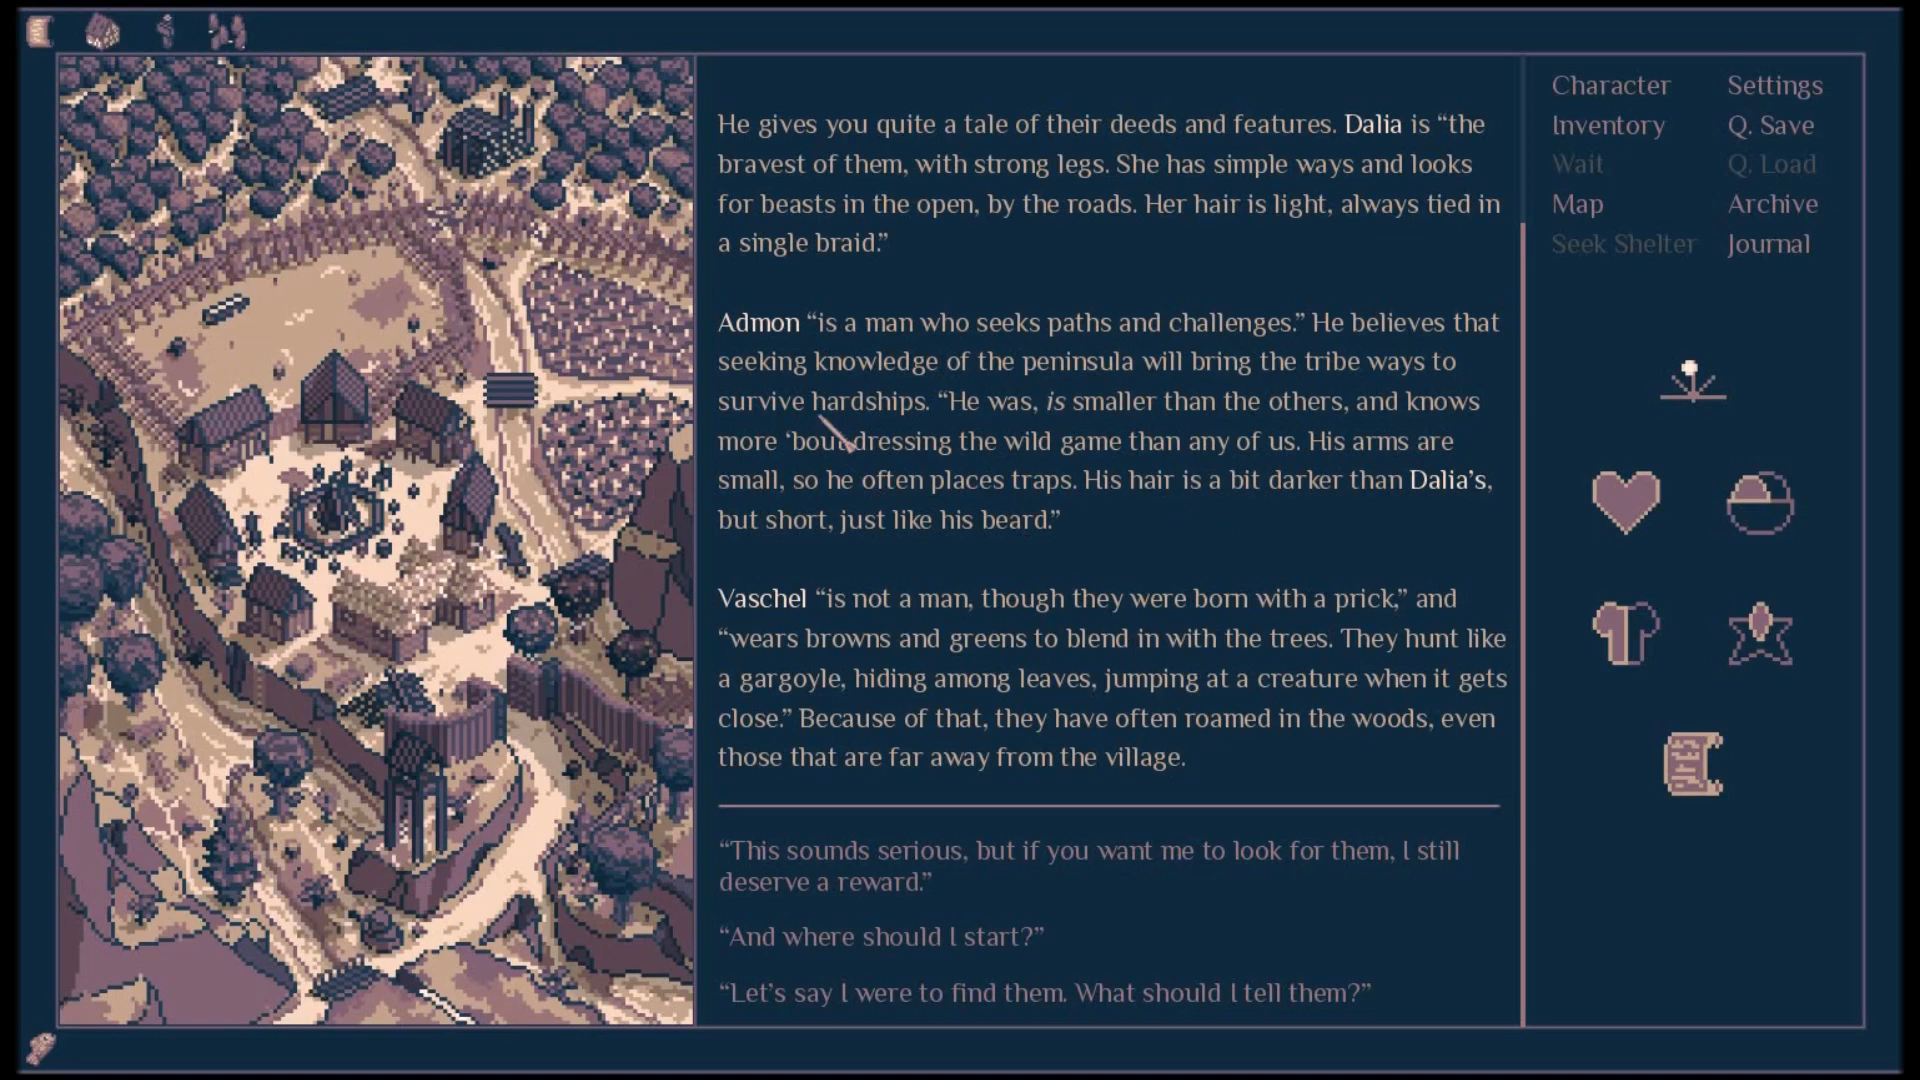 He gives you quite a tale of their deeds and features. Dalia is “the
bravest of them, with strong legs. She has simple ways and looks
for beasts in the open, by the roads. Her hair is light, always tied in
a single braid.”
Admon “is a man who seeks paths and challenges.” He believes that
seeking knowledge of the peninsula will bring the tribe ways to
survive hardships. “He was, is smaller than the others, and knows
more ‘bout dressing the wild game than any of us. His arms are
small, so he often places traps. His hair is a bit darker than Dalia’s,
but short, just like his beard.”
Vaschel “is not a man, though they were born with a prick,” and
“wears browns and greens to blend in with the trees. They hunt like
a gargoyle, hiding among leaves, jumping at a creature when it gets
close.” Because of that, they have often roamed in the woods, even
those that are far away from the village.
“This sounds serious, but if you want me to look for them, I still
deserve a reward.”
“And where should I start?”
“Let’s say I were to find them. What should I tell them?”
Character Settings
Inventory Q. Save
Wait Q. Load
Map Archive
Seek Shelter Journal